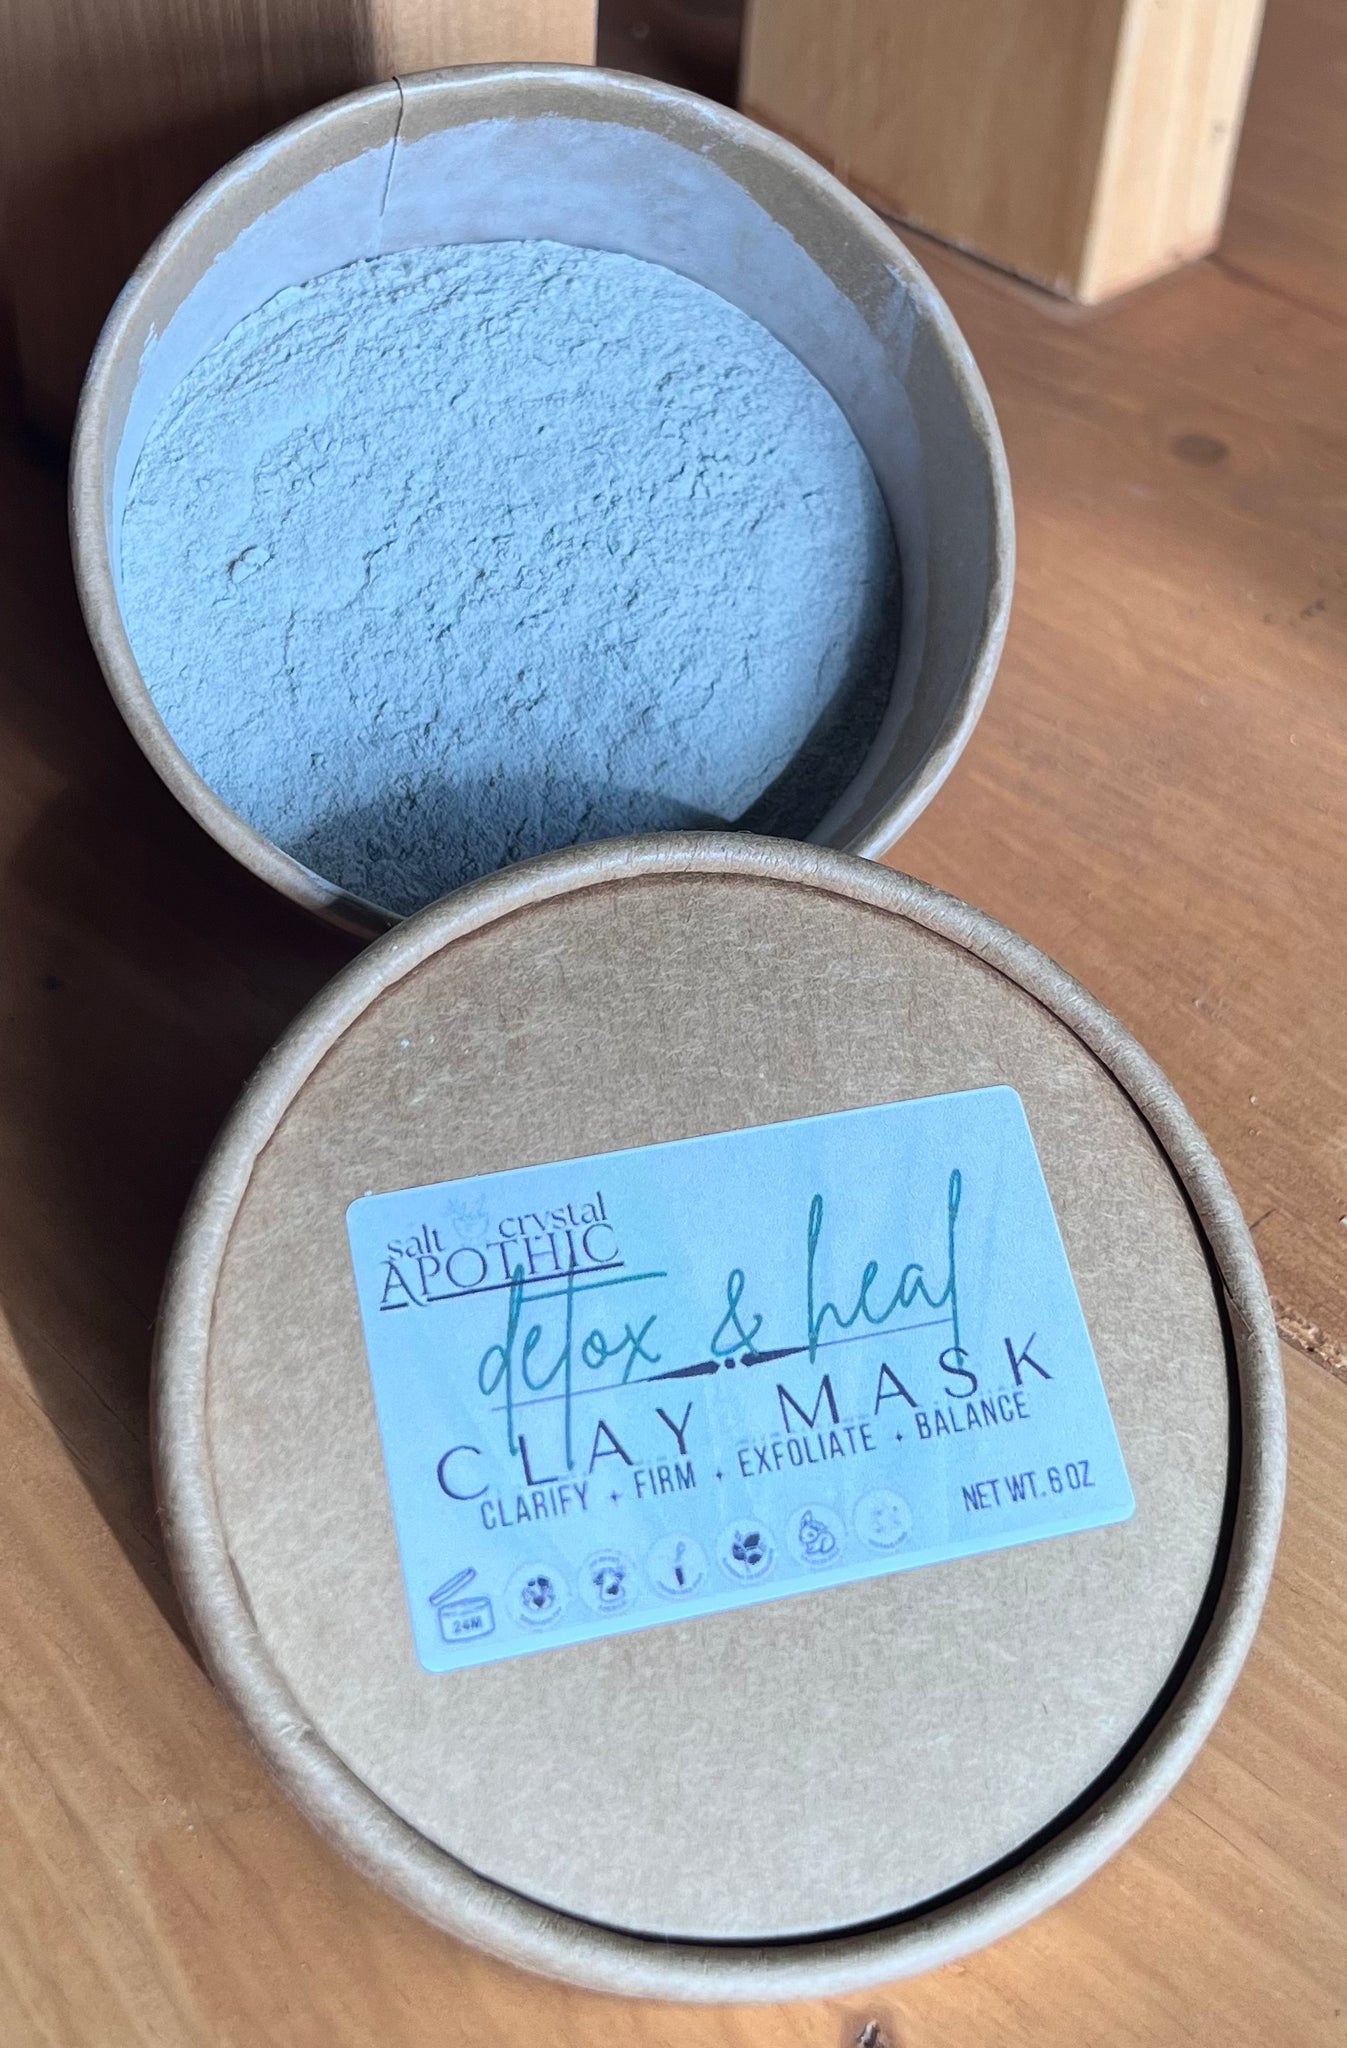 salt crystal
APOTHIC
detox & heal
CLAY MASK
CLARIFY + FIRM + EXFOLIATE + BALANCE
NET WT. 6 OZ
24M